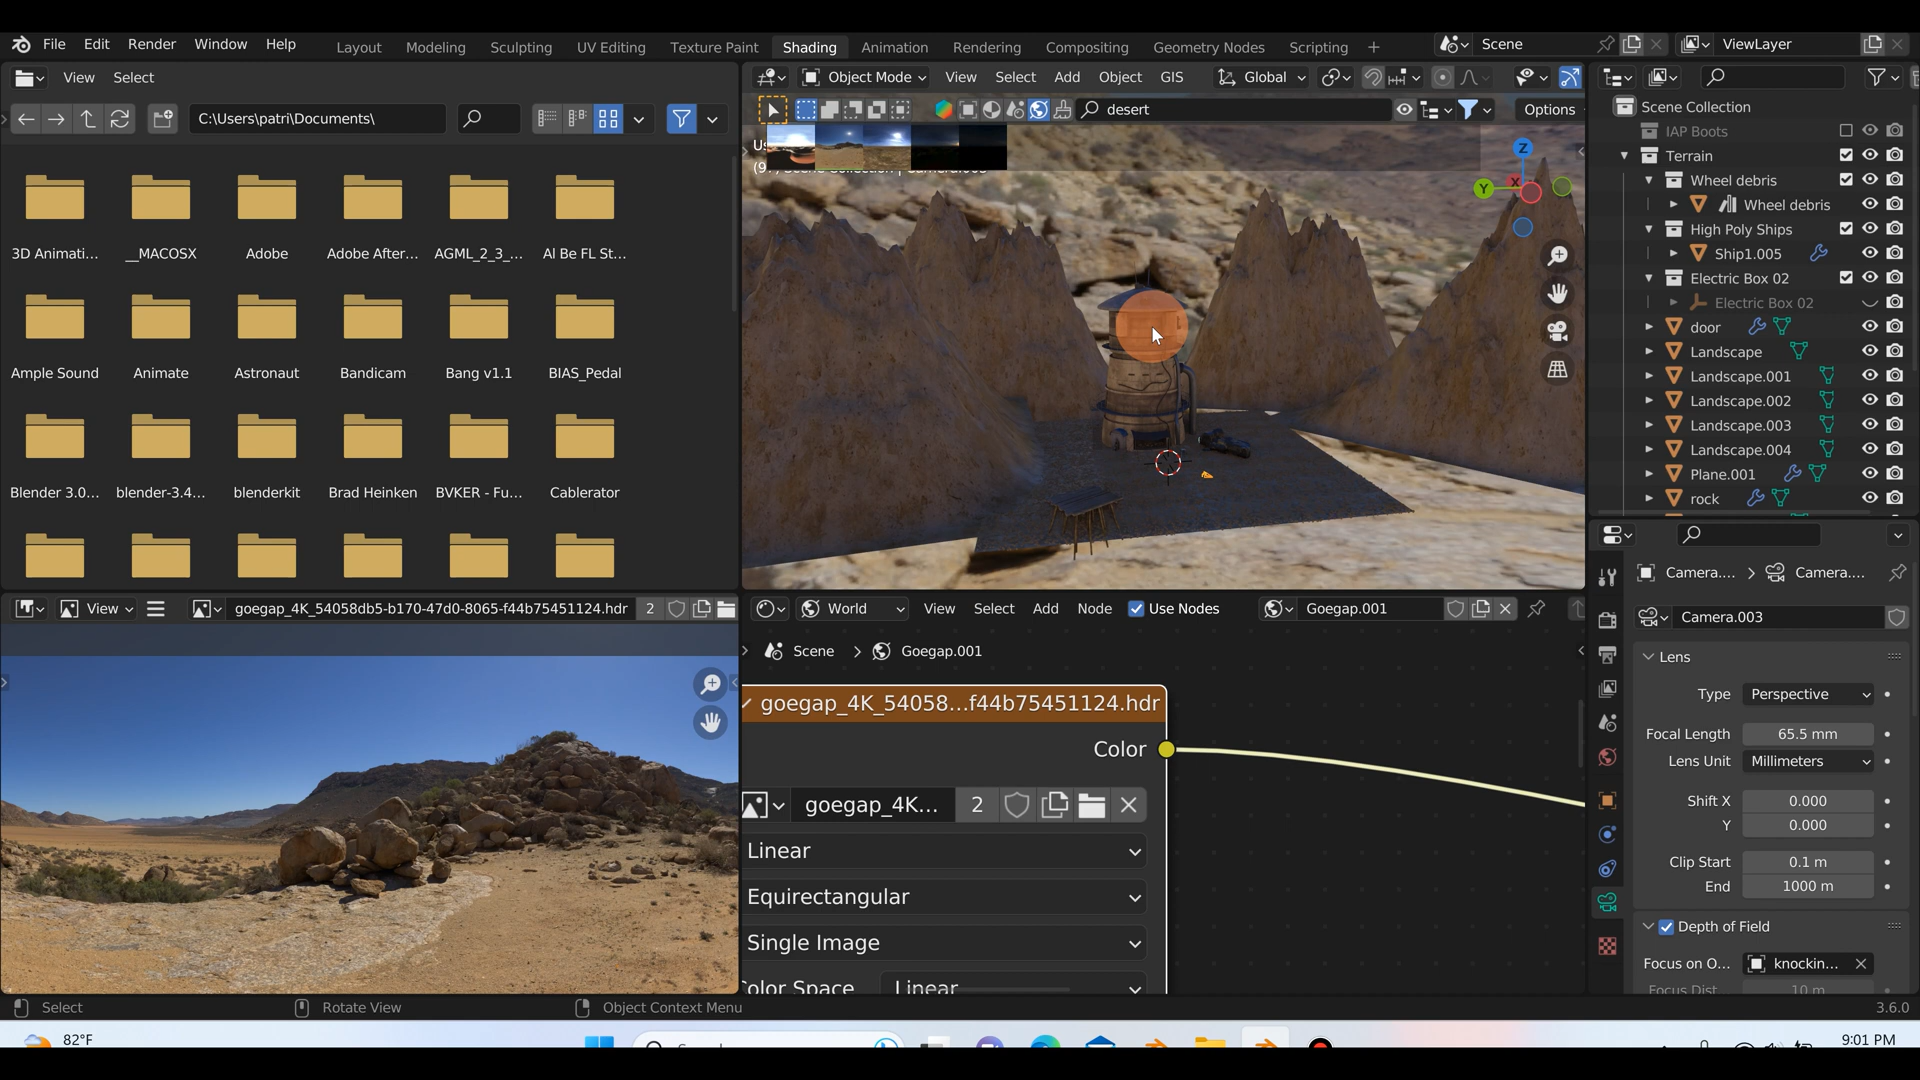 File Edit Render Window Help
Layout Modeling Sculpting UV Editing Texture Paint Shading Animation Rendering Compositing Geometry Nodes Scripting +
Scene
ViewLayer
View Select
C:\Users\patri\Documents\
Object Mode View Select Add Object GIS Global
desert
Options
Us
Z
Y
X
3D Animati... __MACOSX Adobe Adobe After... AGML_2_3_... Al Be FL St...
Ample Sound Animate Astronaut Bandicam Bang v1.1 BIAS_Pedal
Blender 3.0... blender-3.4... blenderkit Brad Heinken BVKER - Fu... Cablerator
Scene Collection
IAP Boots
Terrain
Wheel debris
Wheel debris
High Poly Ships
Ship1.005
Electric Box 02
Electric Box 02
door
Landscape
Landscape.001
Landscape.002
Landscape.003
Landscape.004
Plane.001
rock
View
goegap_4K_54058db5-b170-47d0-8065-f44b75451124.hdr 2
World View Select Add Node Use Nodes Goegap.001
Scene > Goegap.001
goegap_4K_54058...f44b75451124.hdr
Color
goegap_4K... 2
Linear
Equirectangular
Single Image
Color Space Linear
Camera.... > Camera....
Camera.003
Lens
Type Perspective
Focal Length 65.5 mm
Lens Unit Millimeters
Shift X 0.000
Y 0.000
Clip Start 0.1 m
End 1000 m
Depth of Field
Focus on O... knockin...
Focus Dist. 10 m
Select Rotate View Object Context Menu 3.6.0
82°F
9:01 PM